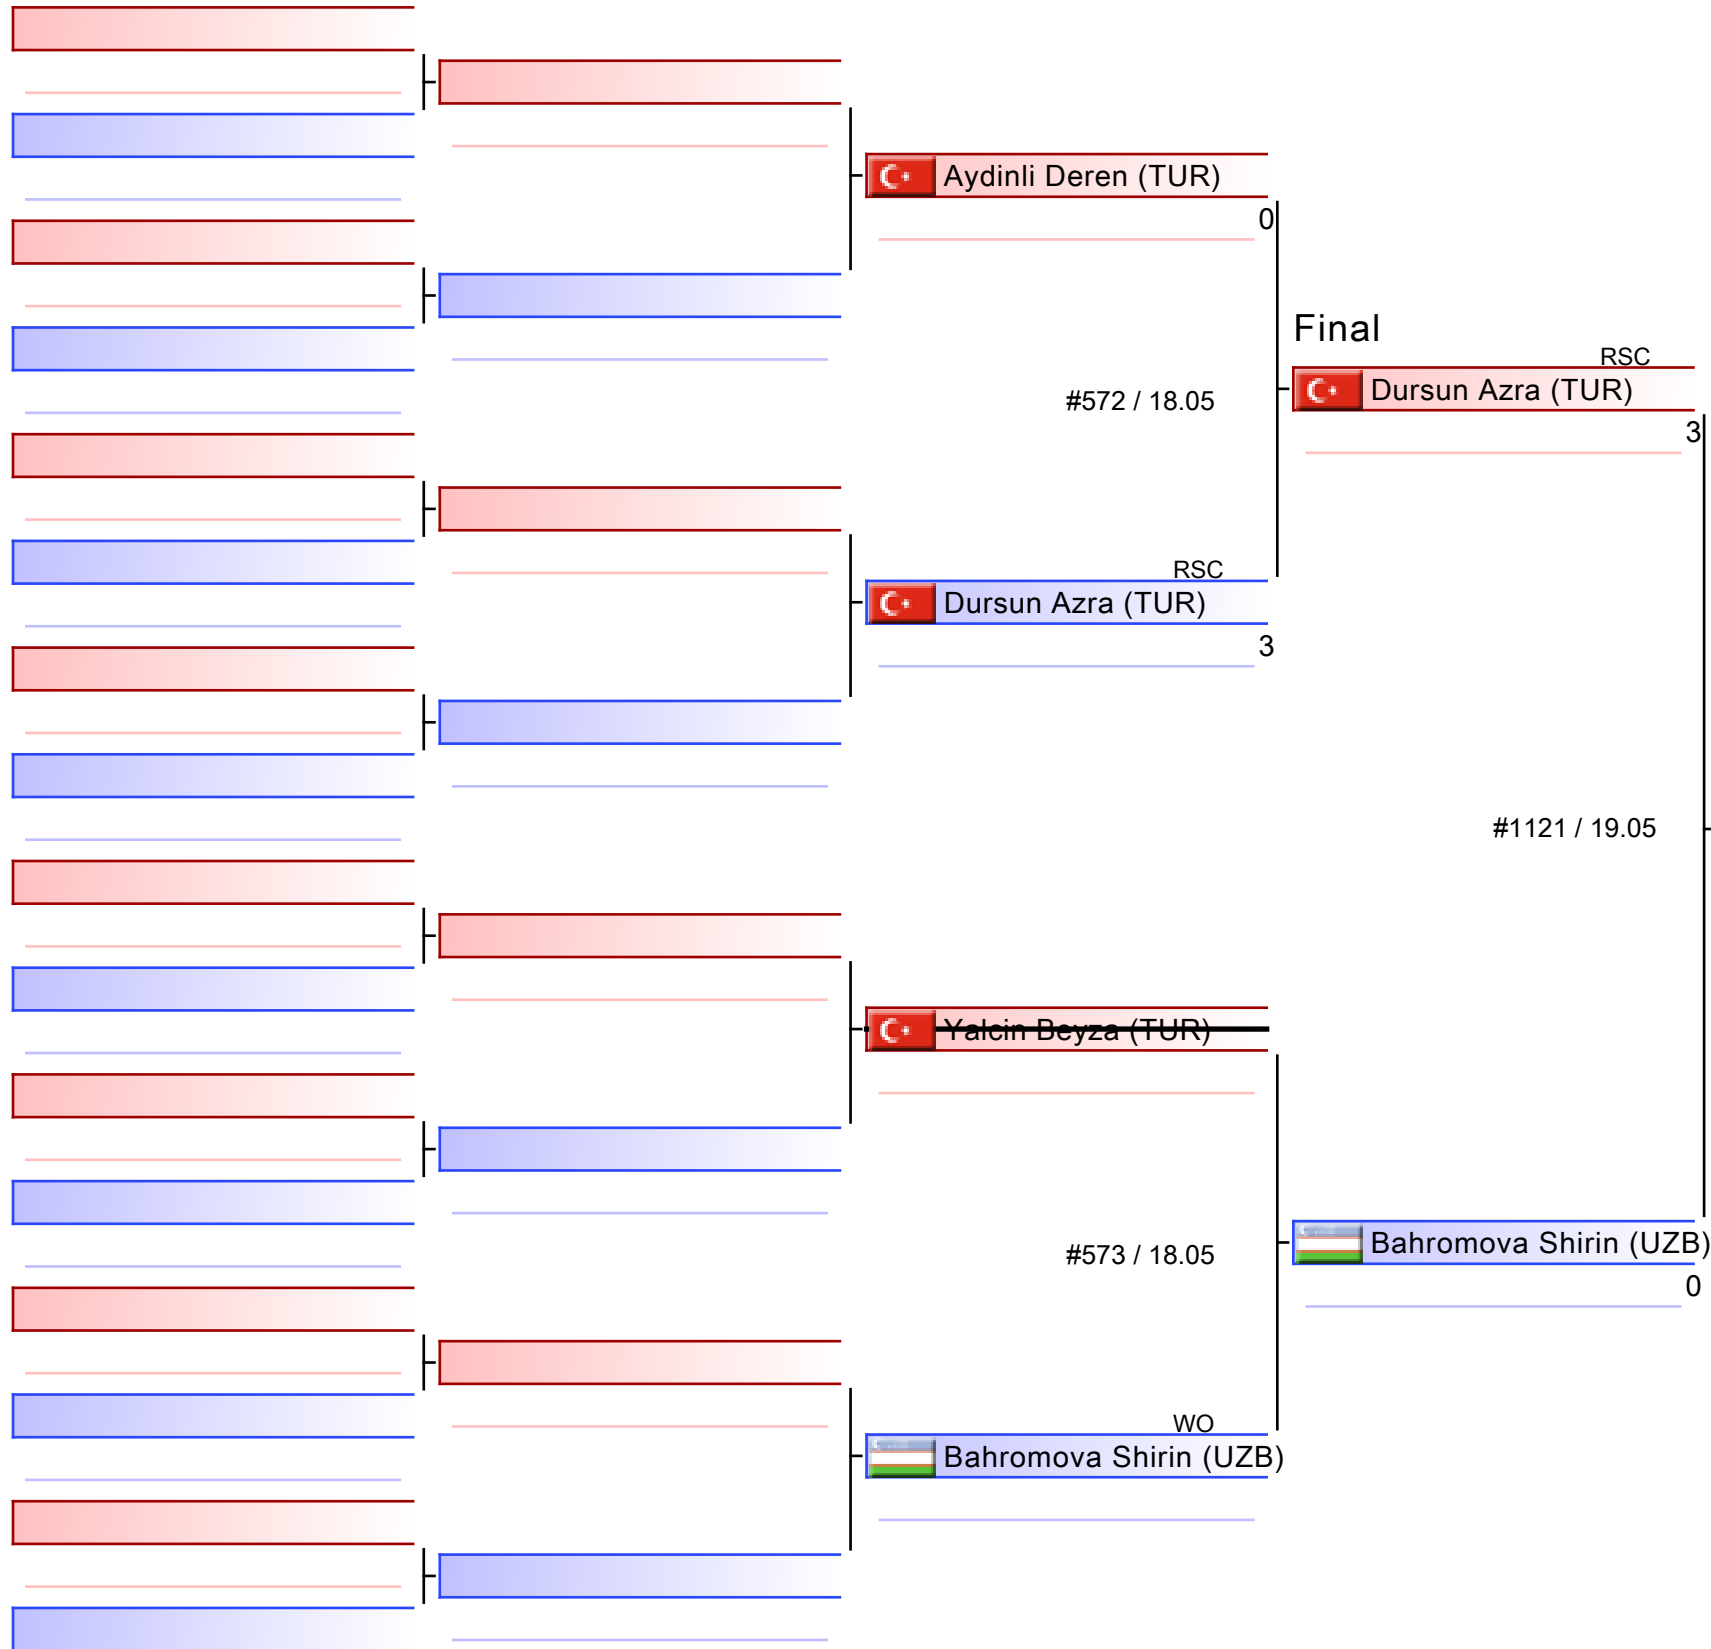 Aydinli Deren (TUR)
0
Final
RSC
Dursun Azra (TUR)
3
#572 / 18.05
RSC
Dursun Azra (TUR)
3
#1121 / 19.05
Yalcin Beyza (TUR)
#573 / 18.05
Bahromova Shirin (UZB)
0
WO
Bahromova Shirin (UZB)